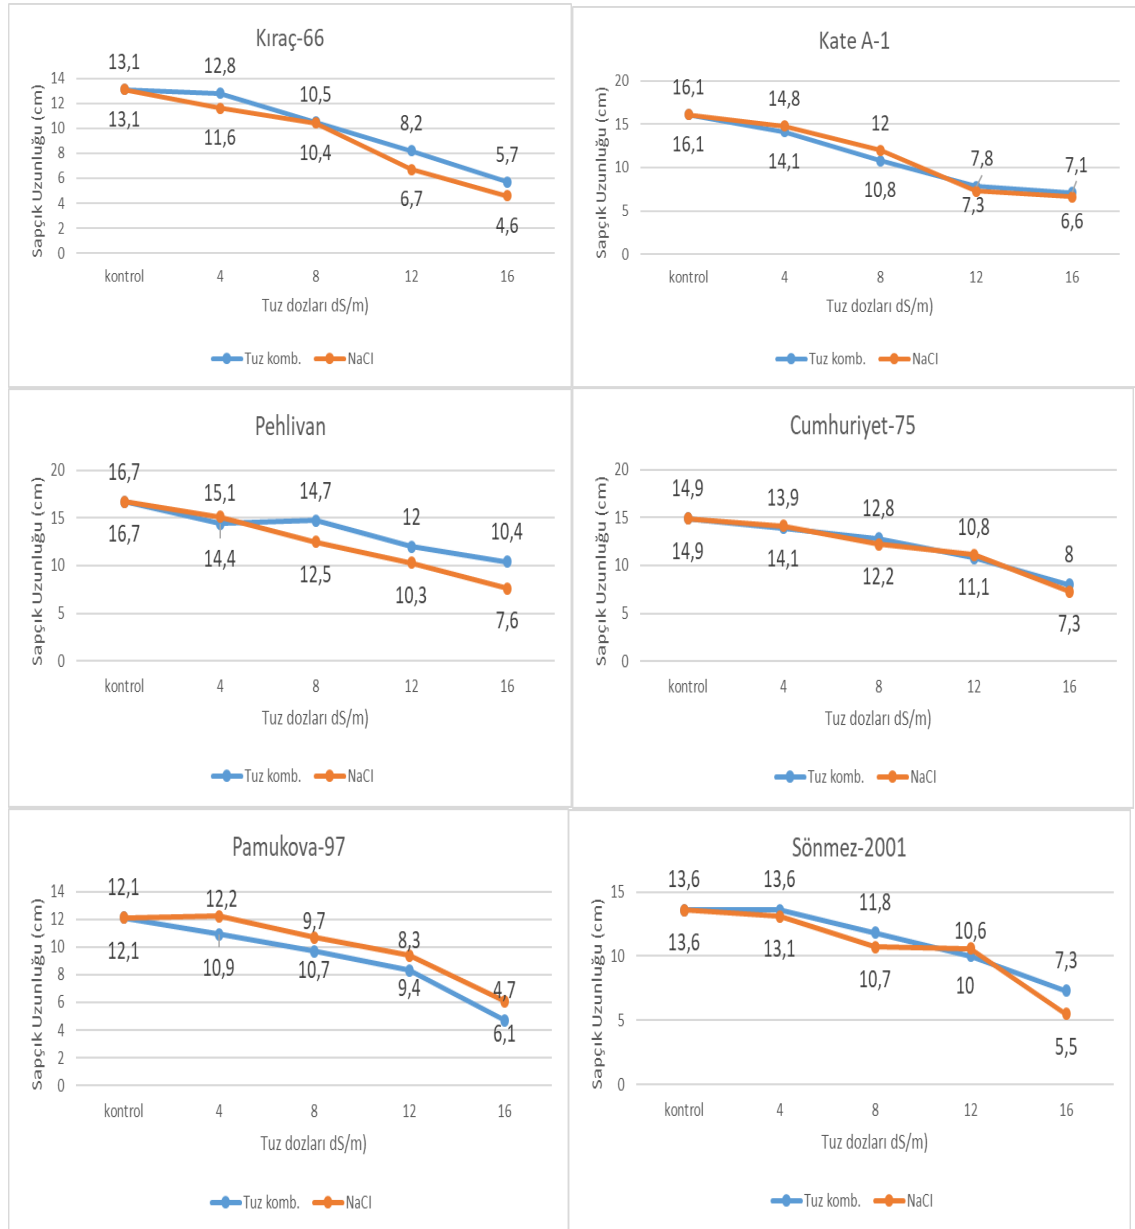 Kıraç-66
13,1 12,8 10,5 8,2 5,7
13,1 11,6 10,4 6,7 4,6
14
12
10
8
6
4
2
0
Sapçık Uzunluğu (cm)
kontrol 4 8 12 16
Tuz dozları dS/m)
Tuz komb. NaCI
Kate A-1
16,1 14,8 12 7,8 7,1
16,1 14,1 10,8 7,3 6,6
20
15
10
5
0
Sapçık Uzunluğu (cm)
kontrol 4 8 12 16
Tuz dozları dS/m)
Tuz komb. NaCI
Pehlivan
16,7 15,1 14,7 12 10,4
16,7 14,4 12,5 10,3 7,6
20
15
10
5
0
Sapçık Uzunluğu (cm)
kontrol 4 8 12 16
Tuz dozları dS/m)
Tuz komb. NaCI
Cumhuriyet-75
14,9 13,9 12,8 10,8 8
14,9 14,1 12,2 11,1 7,3
20
15
10
5
0
Sapçık Uzunluğu (cm)
kontrol 4 8 12 16
Tuz dozları dS/m)
Tuz komb. NaCI
Pamukova-97
12,1 12,2 9,7 8,3 4,7
12,1 10,9 10,7 9,4 6,1
14
12
10
8
6
4
2
0
Sapçık Uzunluğu (cm)
kontrol 4 8 12 16
Tuz dozları dS/m)
Tuz komb. NaCI
Sönmez-2001
13,6 13,6 11,8 10,6 7,3
13,6 13,1 10,7 10 5,5
15
10
5
0
Sapçık Uzunluğu (cm)
kontrol 4 8 12 16
Tuz dozları dS/m)
Tuz komb. NaCI